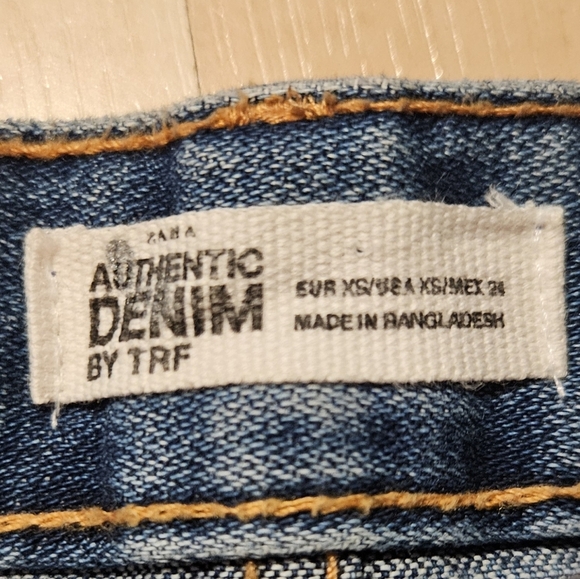 ZARA
AUTHENTIC
DENIM
BY TRF
EUR XS/USA XS/MEX 24
MADE IN BANGLADESH